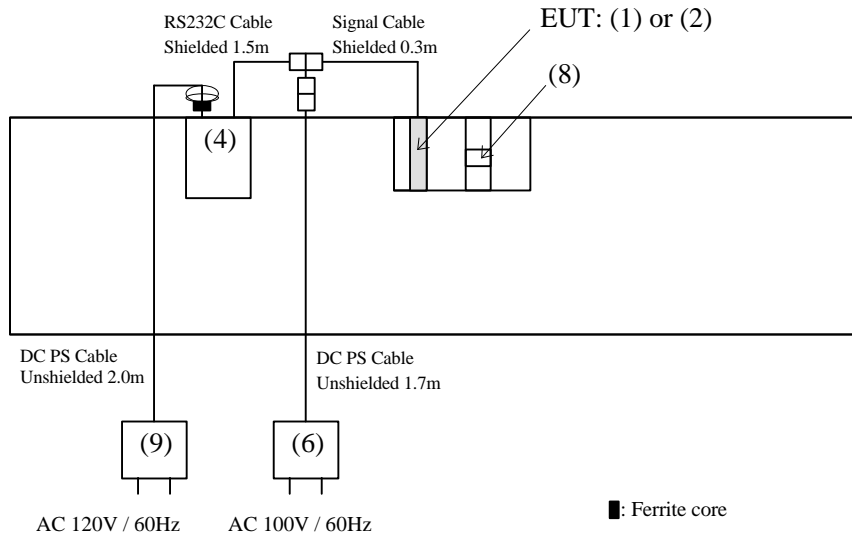 RS232C Cable
Shielded 1.5m
Signal Cable
Shielded 0.3m
EUT: (1) or (2)
(8)
(4)
DC PS Cable
Unshielded 2.0m
DC PS Cable
Unshielded 1.7m
(9)
(6)
AC 120V / 60Hz
AC 100V / 60Hz
: Ferrite core